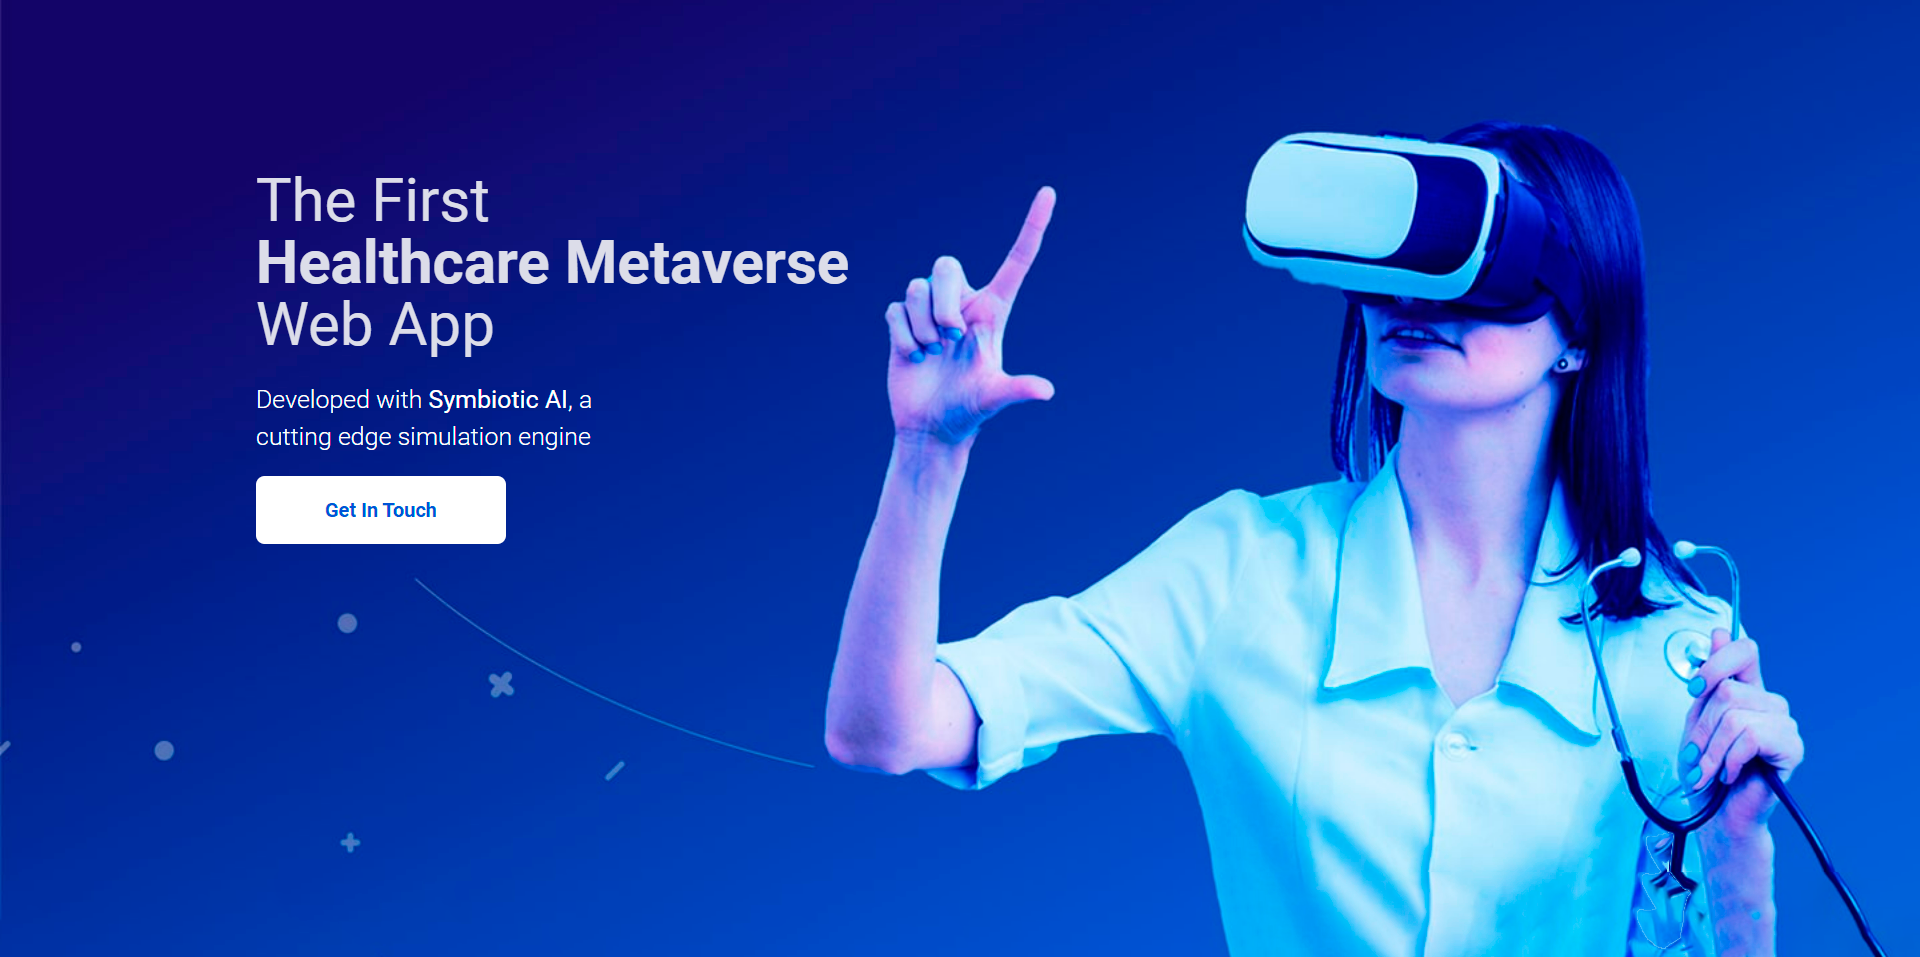 The First
Healthcare Metaverse
Web App
Developed with Symbiotic AI, a
cutting edge simulation engine
Get In Touch